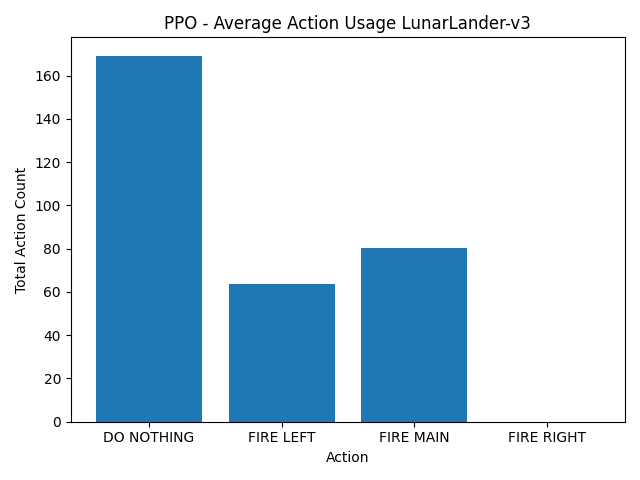 PPO - Average Action Usage LunarLander-v3
160
140
120
100
80
60
40
20
0
Total Action Count
DO NOTHING
FIRE LEFT
FIRE MAIN
FIRE RIGHT
Action